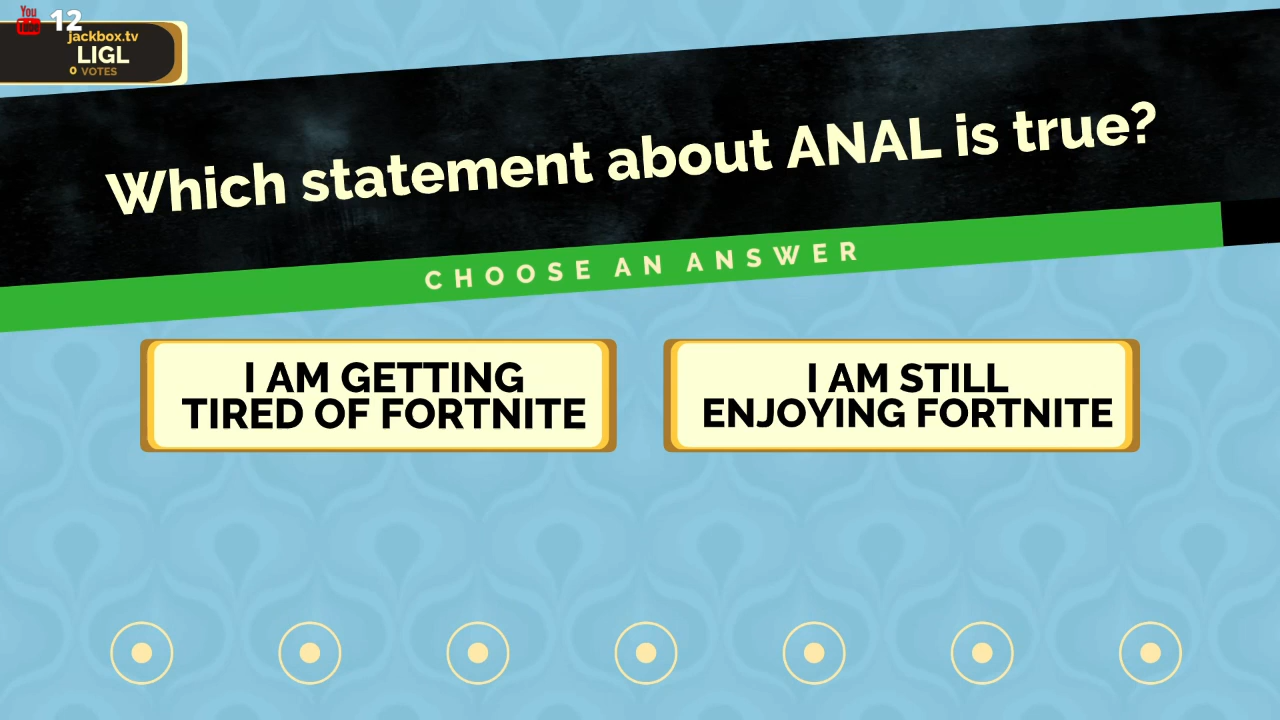 You
Tube
12
jackbox.tv
LIGL
0 VOTES
Which statement about ANAL is true?
CHOOSE AN ANSWER
I AM GETTING
TIRED OF FORTNITE
I AM STILL
ENJOYING FORTNITE